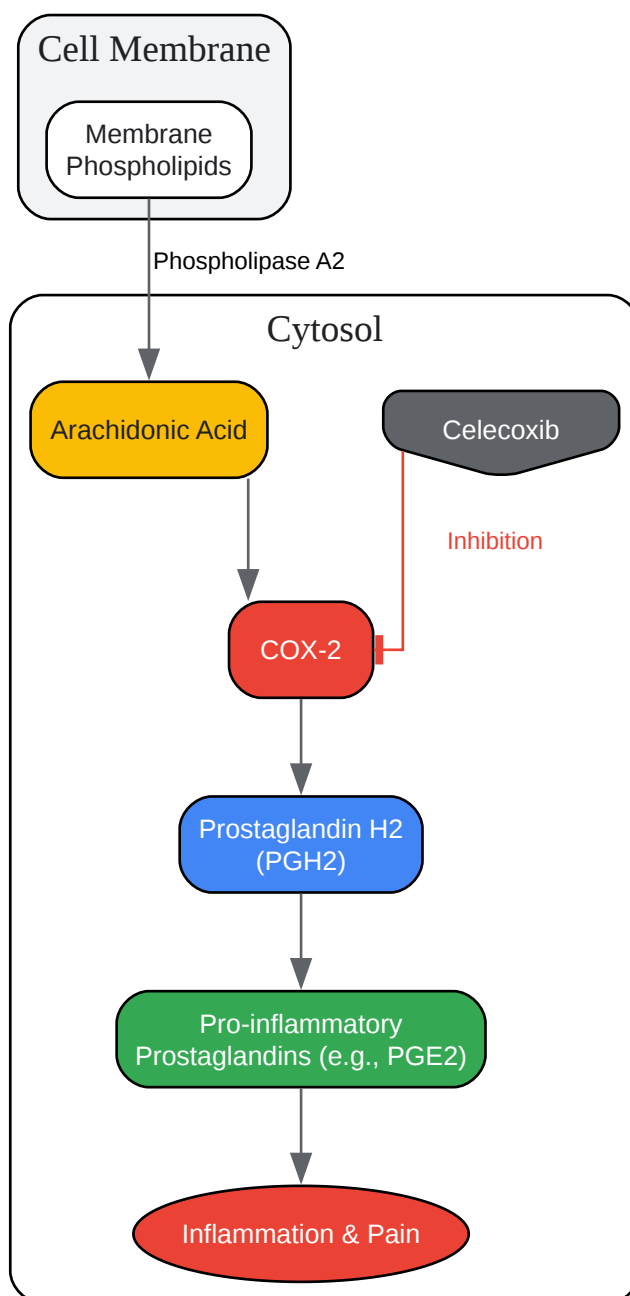 Cell Membrane
Membrane
Phospholipids
Phospholipase A2
Cytosol
Arachidonic Acid
Celecoxib
Inhibition
COX-2
Prostaglandin H2
(PGH2)
Pro-inflammatory
Prostaglandins (e.g., PGE2)
Inflammation & Pain